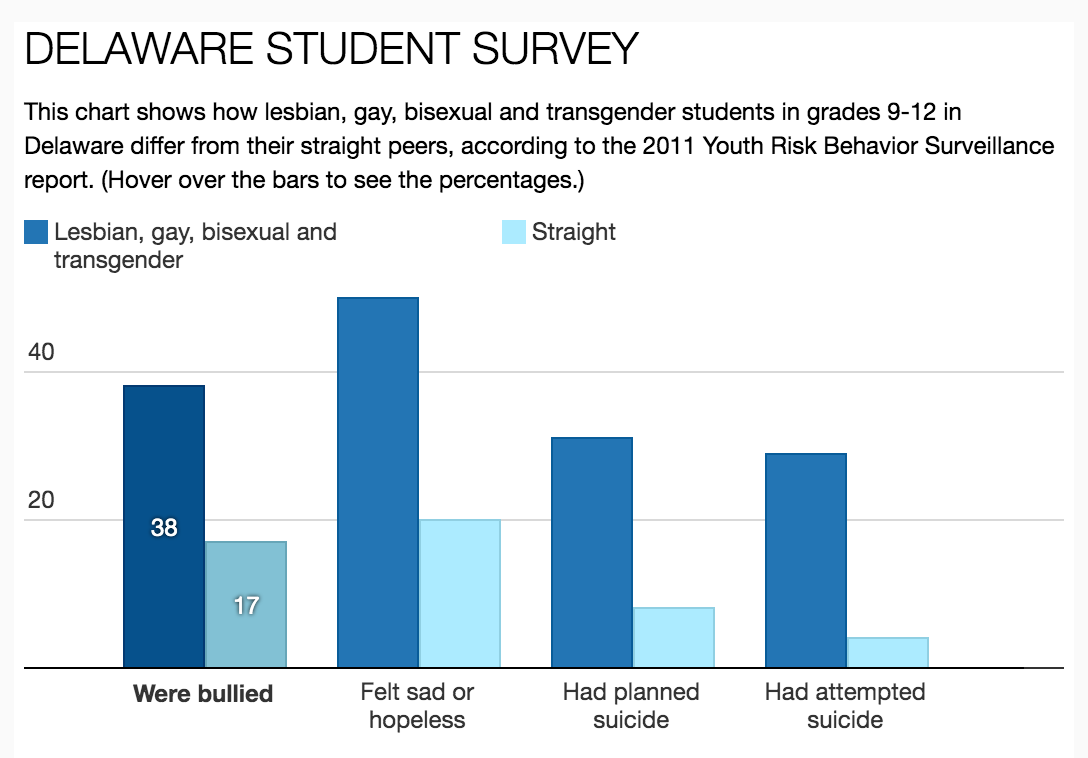 DELAWARE STUDENT SURVEY
This chart shows how lesbian, gay, bisexual and transgender students in grades 9-12 in
Delaware differ from their straight peers, according to the 2011 Youth Risk Behavior Surveillance
report. (Hover over the bars to see the percentages.)
Lesbian, gay, bisexual and
transgender
Straight
40
20
38
17
Were bullied
Felt sad or
hopeless
Had planned
suicide
Had attempted
suicide